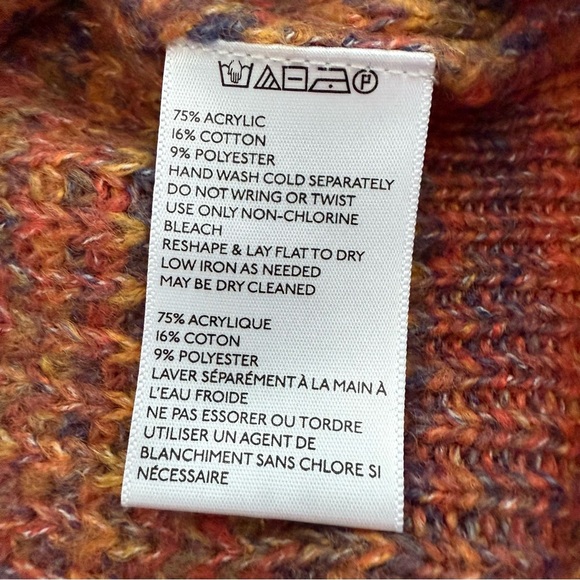 75% ACRYLIC
16% COTTON
9% POLYESTER
HAND WASH COLD SEPARATELY
DO NOT WRING OR TWIST
USE ONLY NON-CHLORINE
BLEACH
RESHAPE & LAY FLAT TO DRY
LOW IRON AS NEEDED
MAY BE DRY CLEANED
75% ACRYLIQUE
16% COTON
9% POLYESTER
LAVER SÉPARÉMENT À LA MAIN À
L'EAU FROIDE
NE PAS ESSORER OU TORDRE
UTILISER UN AGENT DE
BLANCHIMENT SANS CHLORE SI
NÉCESSAIRE